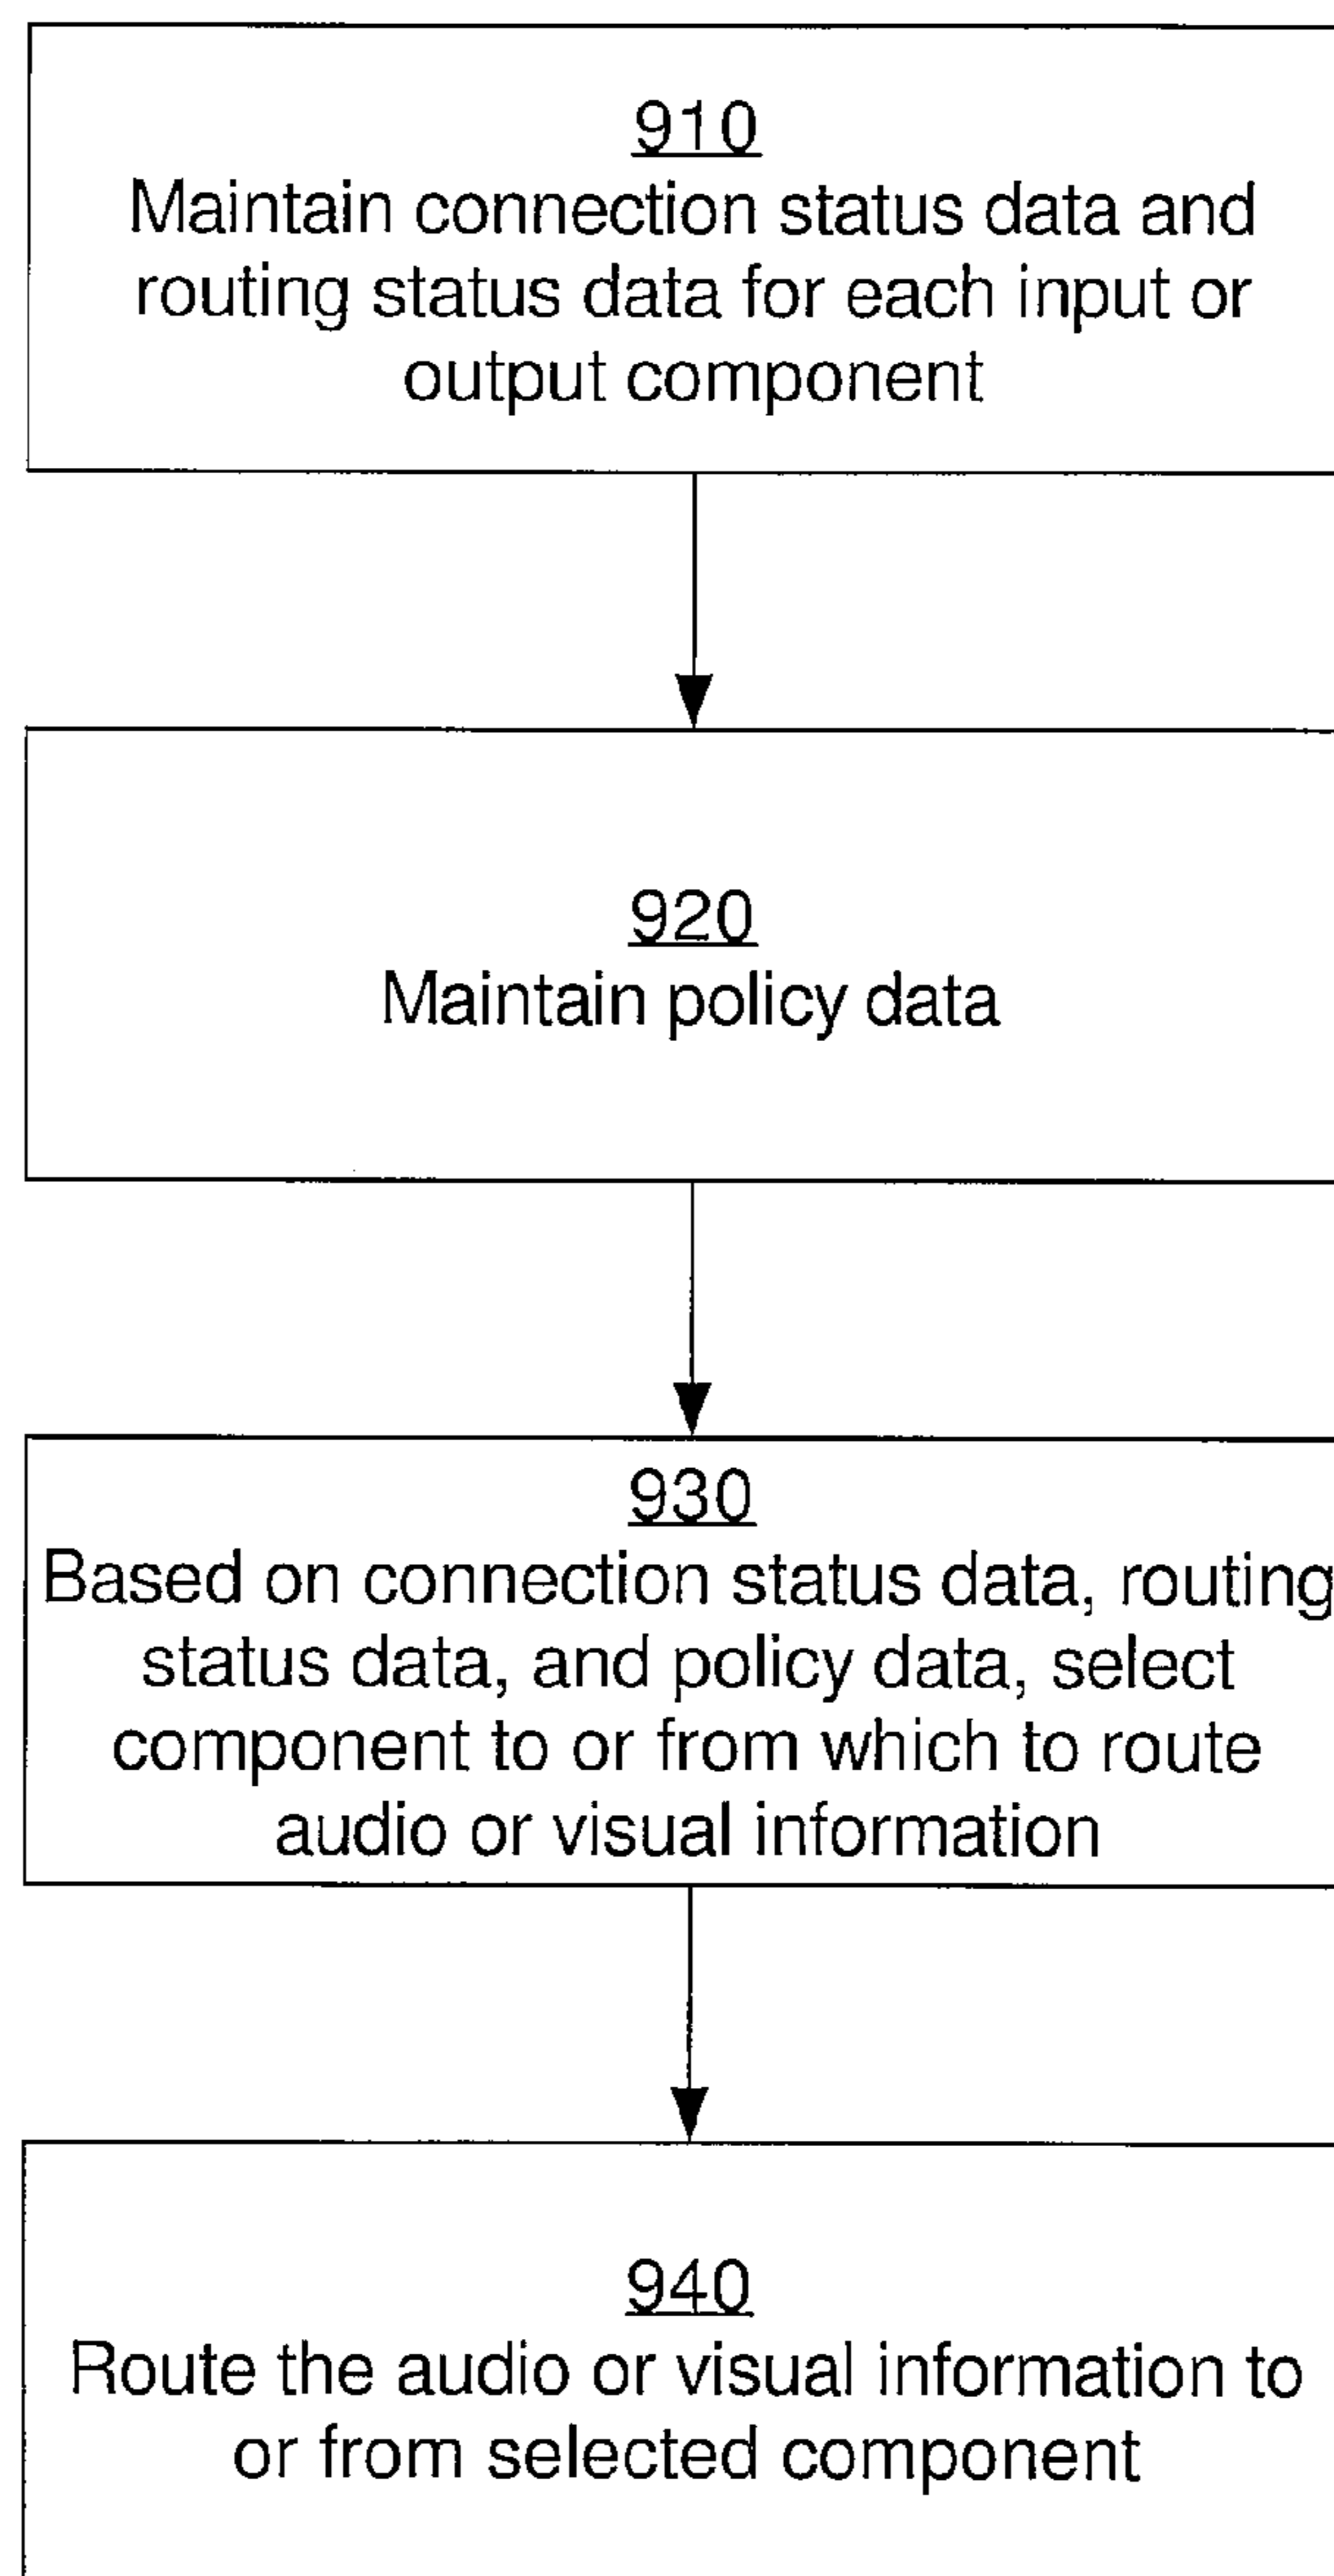 910
Maintain connection status data and
routing status data for each input or
output component
920
Maintain policy data
930
Based on connection status data, routing
status data, and policy data, select
component to or from which to route
audio or visual information
940
Route the audio or visual information to
or from selected component